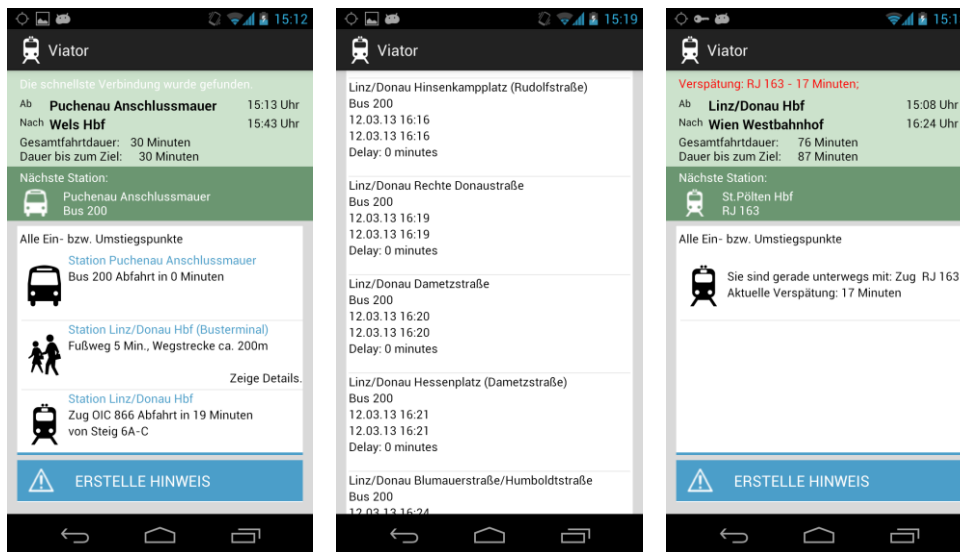 15:12
Viator
Die schnellste Verbindung wurde gefunden.
Ab Puchenau Anschlussmauer 15:13 Uhr
Nach Wels Hbf 15:43 Uhr
Gesamtfahrtdauer: 30 Minuten
Dauer bis zum Ziel: 30 Minuten
Nächste Station:
Puchenau Anschlussmauer
Bus 200
Alle Ein- bzw. Umstiegspunkte
Station Puchenau Anschlussmauer
Bus 200 Abfahrt in 0 Minuten
Station Linz/Donau Hbf (Busterminal)
Fußweg 5 Min., Wegstrecke ca. 200m
Zeige Details.
Station Linz/Donau Hbf
Zug OIC 866 Abfahrt in 19 Minuten
von Steig 6A-C
ERSTELLE HINWEIS
15:19
Viator
Linz/Donau Hinsenkampplatz (Rudolfstraße)
Bus 200
12.03.13 16:16
12.03.13 16:16
Delay: 0 minutes
Linz/Donau Rechte Donaustraße
Bus 200
12.03.13 16:19
12.03.13 16:19
Delay: 0 minutes
Linz/Donau Dametzstraße
Bus 200
12.03.13 16:20
12.03.13 16:20
Delay: 0 minutes
Linz/Donau Hessenplatz (Dametzstraße)
Bus 200
12.03.13 16:21
12.03.13 16:21
Delay: 0 minutes
Linz/Donau Blumauerstraße/Humboldtstraße
Bus 200
12.03.13 16:24
15:1
Viator
Verspätung: RJ 163 - 17 Minuten;
Ab Linz/Donau Hbf 15:08 Uhr
Nach Wien Westbahnhof 16:24 Uhr
Gesamtfahrtdauer: 76 Minuten
Dauer bis zum Ziel: 87 Minuten
Nächste Station:
St.Pölten Hbf
RJ 163
Alle Ein- bzw. Umstiegspunkte
Sie sind gerade unterwegs mit: Zug RJ 163
Aktuelle Verspätung: 17 Minuten
ERSTELLE HINWEIS